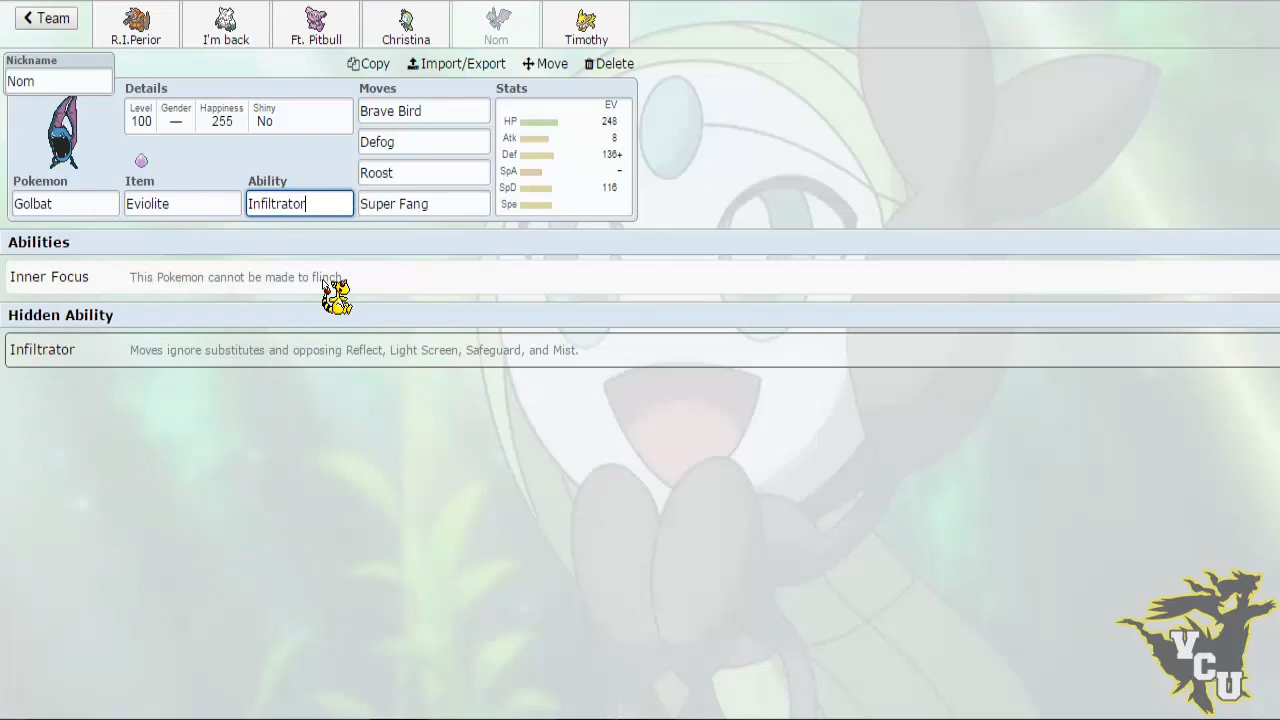 Team
R.I.Perior
I'm back
Ft. Pitbull
Christina
Nom
Timothy
Nickname
Nom
Copy
Import/Export
Move
Delete
Details
Level
Gender
Happiness
Shiny
100
—
255
No
Moves
Brave Bird
Defog
Roost
Super Fang
Stats
EV
HP 248
Atk 8
Def 136+
SpA -
SpD 116
Spe
Pokemon
Golbat
Item
Eviolite
Ability
Infiltrator
Abilities
Inner Focus This Pokemon cannot be made to flinch.
Hidden Ability
Infiltrator Moves ignore substitutes and opposing Reflect, Light Screen, Safeguard, and Mist.
VCU